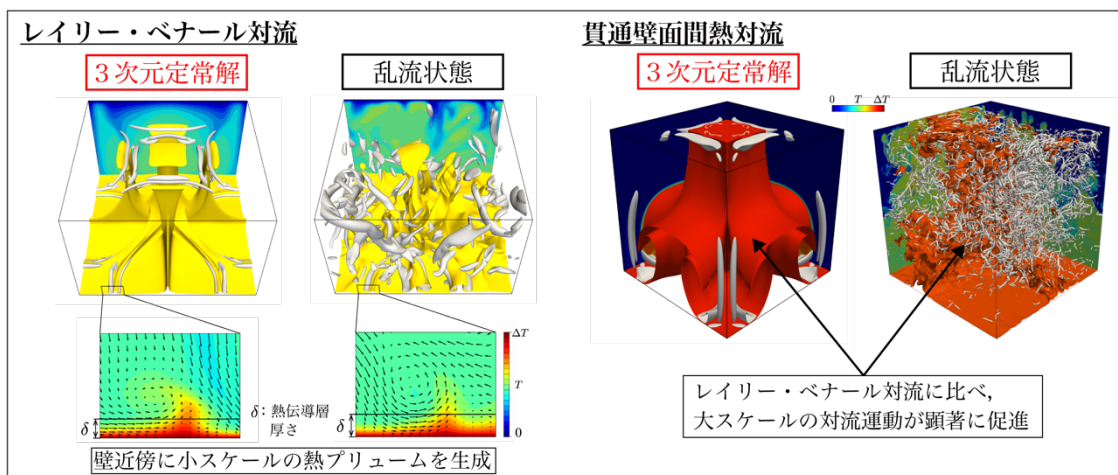 レイリー・ベナール対流
3次元定常解
乱流状態
δ
δ：熱伝導層
厚さ
δ
ΔT
T
0
壁近傍に小スケールの熱プリュームを生成
貫通壁面間熱対流
3次元定常解
乱流状態
0 T ΔT
レイリー・ベナール対流に比べ，
大スケールの対流運動が顕著に促進